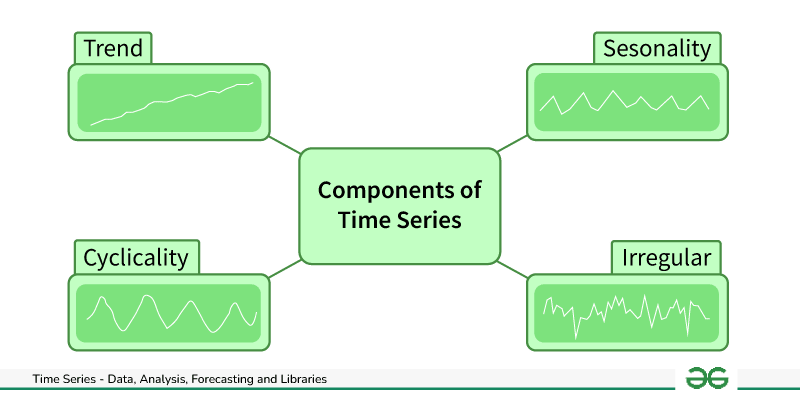 Trend
Sesonality
Components of
Time Series
Cyclicality
Irregular
Time Series - Data, Analysis, Forecasting and Libraries